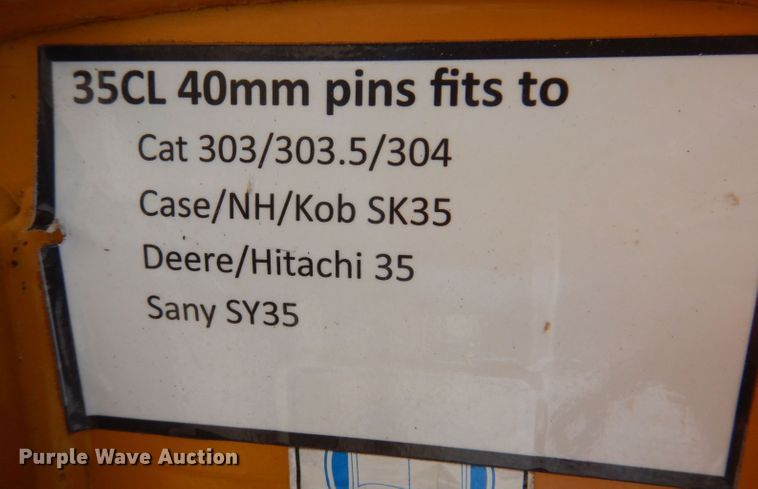 35CL 40mm pins fits to
Cat 303/303.5/304
Case/NH/Kob SK35
Deere/Hitachi 35
Sany SY35
Purple Wave Auction